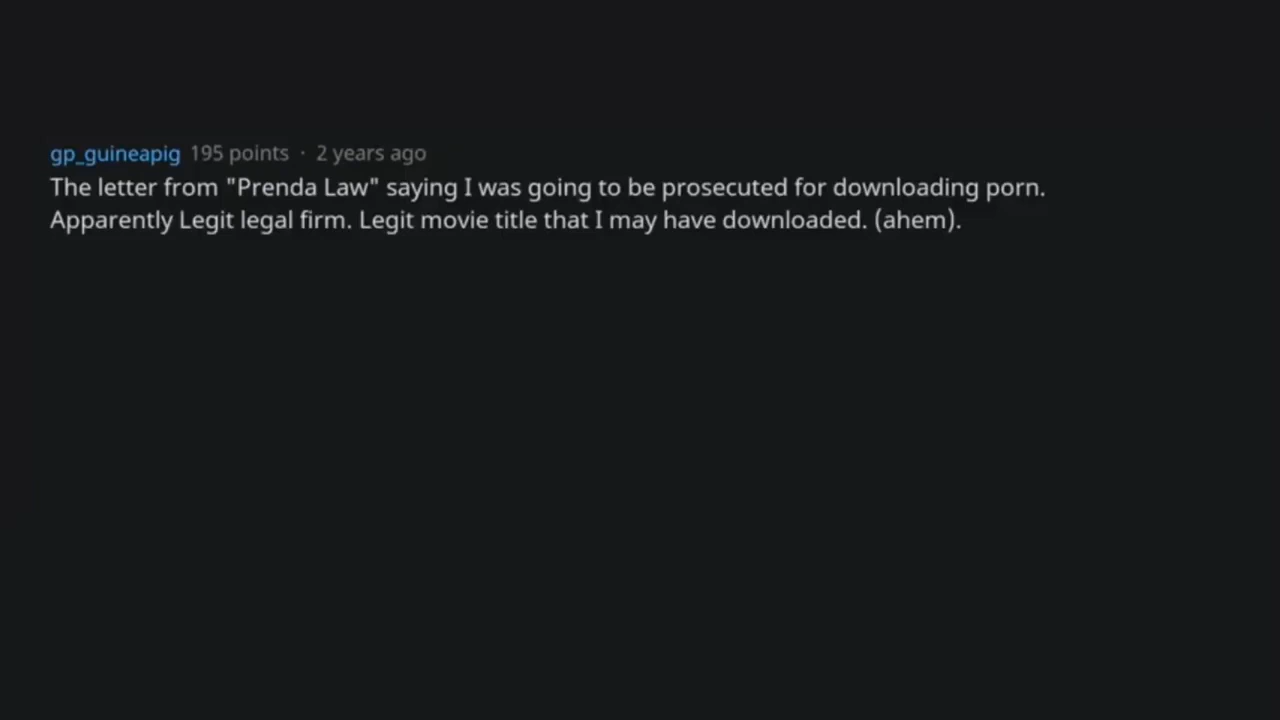 gp_guineapig 195 points · 2 years ago
The letter from "Prenda Law" saying I was going to be prosecuted for downloading porn.
Apparently Legit legal firm. Legit movie title that I may have downloaded. (ahem).